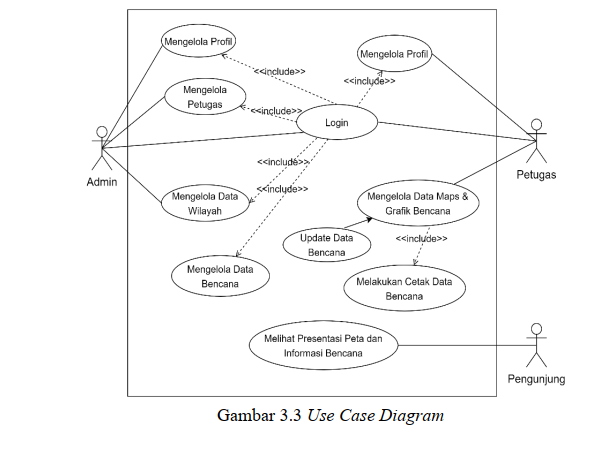 Mengelola Profil
Mengelola Profil
<<include>>
<<include>>
Mengelola
Petugas
<<include>>
Login
Admin
Petugas
<<include>>
<<include>>
Mengelola Data
Wilayah
Mengelola Data Maps &
Grafik Bencana
Update Data
Bencana
<<include>>
Mengelola Data
Bencana
Melakukan Cetak Data
Bencana
Melihat Presentasi Peta dan
Informasi Bencana
Pengunjung
Gambar 3.3 Use Case Diagram